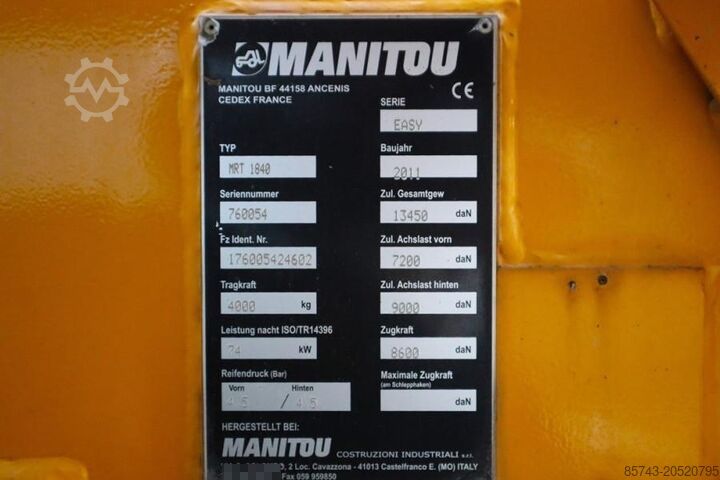 MANITOU
MANITOU BF 44158 ANCENIS
CEDEX FRANCE
CE
SERIE
EASY
TYP
MRT 1840
Baujahr
2011
Seriennummer
760054
Zul. Gesamtgew
13450 daN
Fz Ident. Nr.
176005424602
Zul. Achslast vorn
7200 daN
Tragkraft
4000 kg
Zul. Achslast hinten
9000 daN
Leistung nacht ISO/TR14396
74 kW
Zugkraft
8600 daN
Reifendruck (Bar)
Vorn Hinten
4.5 / 4.5
Maximale Zugkraft
(am Schlepphaken)
daN
HERGESTELLT BEI:
MANITOU COSTRUZIONI INDUSTRIALI s.r.l.
, 2 Loc. Cavazzona - 41013 Castelfranco E. (MO) ITALY
Fax 059 959850
85743-20520795